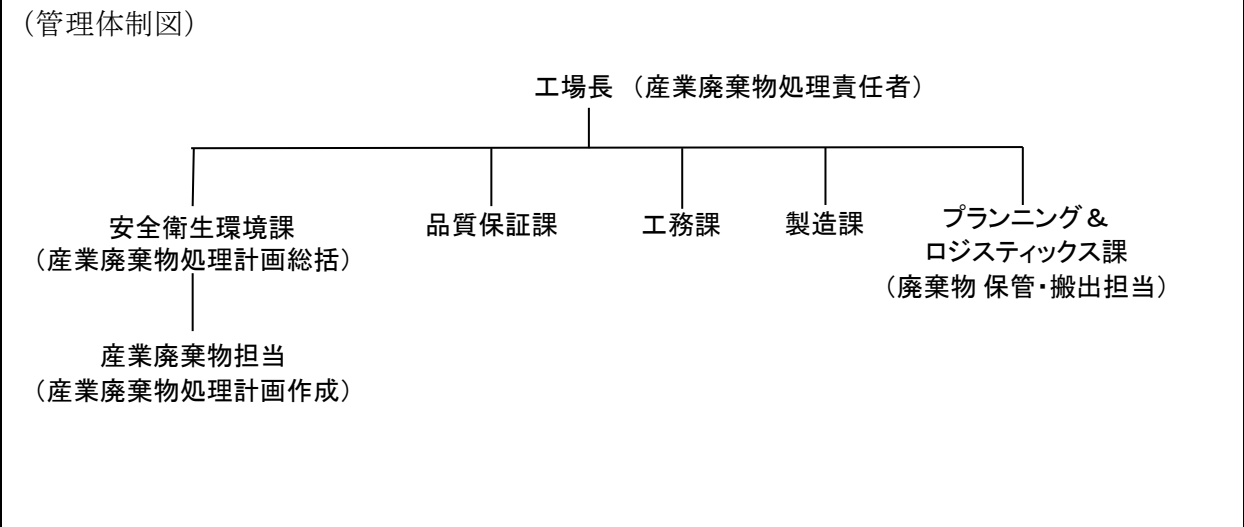 (管理体制図)
工場長 (産業廃棄物処理責任者)
安全衛生環境課
(産業廃棄物処理計画総括)
品質保証課
工務課
製造課
プランニング&
ロジスティックス課
(廃棄物 保管・搬出担当)
産業廃棄物担当
(産業廃棄物処理計画作成)